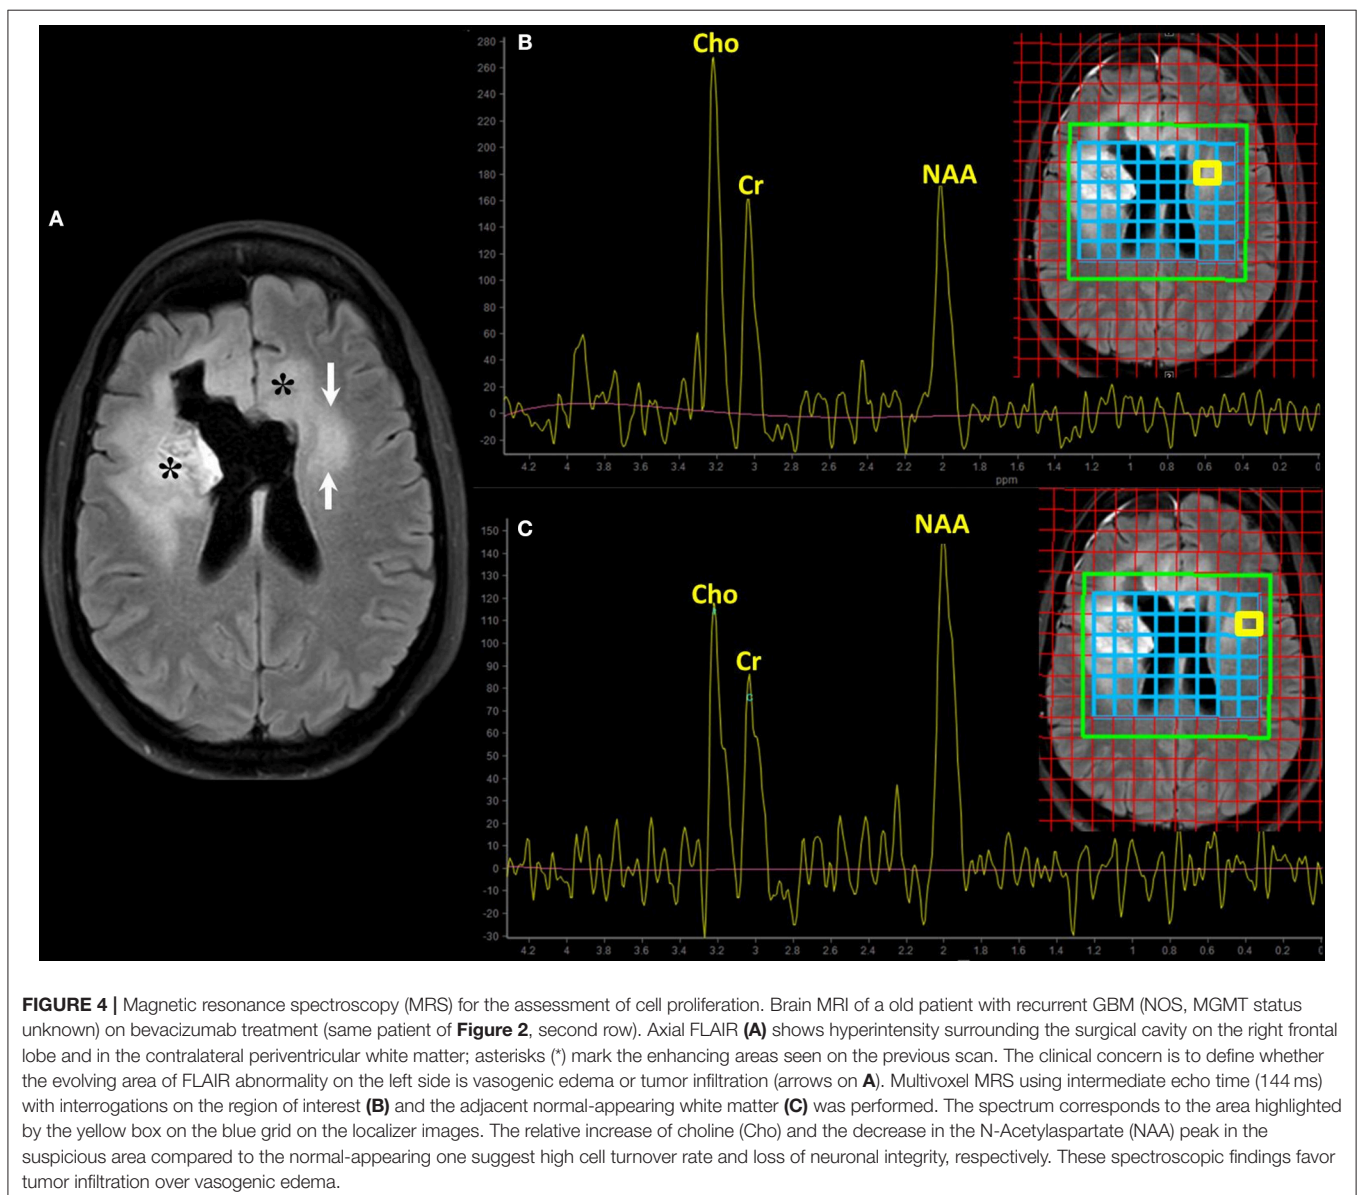 A
*
*
B
Cho
Cr
NAA
280
260
240
220
200
180
160
140
120
100
80
60
40
20
0
-20
4.2 4 3.8 3.6 3.4 3.2 3 2.8 2.6 2.4 2.2 2 1.8 1.6 1.4 1.2 1 0.8 0.6 0.4 0.2 0
ppm
C
NAA
Cho
Cr
C
150
140
130
120
110
100
90
80
70
60
50
40
30
20
10
0
-10
-20
-30
4.2 4 3.8 3.6 3.4 3.2 3 2.8 2.6 2.4 2.2 2 1.8 1.6 1.4 1.2 1 0.8 0.6 0.4 0.2
FIGURE 4 | Magnetic resonance spectroscopy (MRS) for the assessment of cell proliferation. Brain MRI of a old patient with recurrent GBM (NOS, MGMT status
unknown) on bevacizumab treatment (same patient of Figure 2, second row). Axial FLAIR (A) shows hyperintensity surrounding the surgical cavity on the right frontal
lobe and in the contralateral periventricular white matter; asterisks (*) mark the enhancing areas seen on the previous scan. The clinical concern is to define whether
the evolving area of FLAIR abnormality on the left side is vasogenic edema or tumor infiltration (arrows on A). Multivoxel MRS using intermediate echo time (144 ms)
with interrogations on the region of interest (B) and the adjacent normal-appearing white matter (C) was performed. The spectrum corresponds to the area highlighted
by the yellow box on the blue grid on the localizer images. The relative increase of choline (Cho) and the decrease in the N-Acetylaspartate (NAA) peak in the
suspicious area compared to the normal-appearing one suggest high cell turnover rate and loss of neuronal integrity, respectively. These spectroscopic findings favor
tumor infiltration over vasogenic edema.